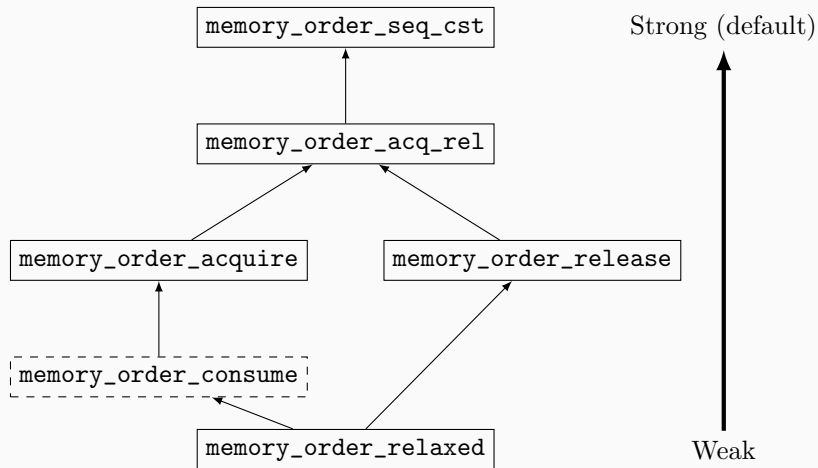 memory_order_seq_cst
Strong (default)
memory_order_acq_rel
memory_order_acquire
memory_order_release
memory_order_consume
memory_order_relaxed
Weak